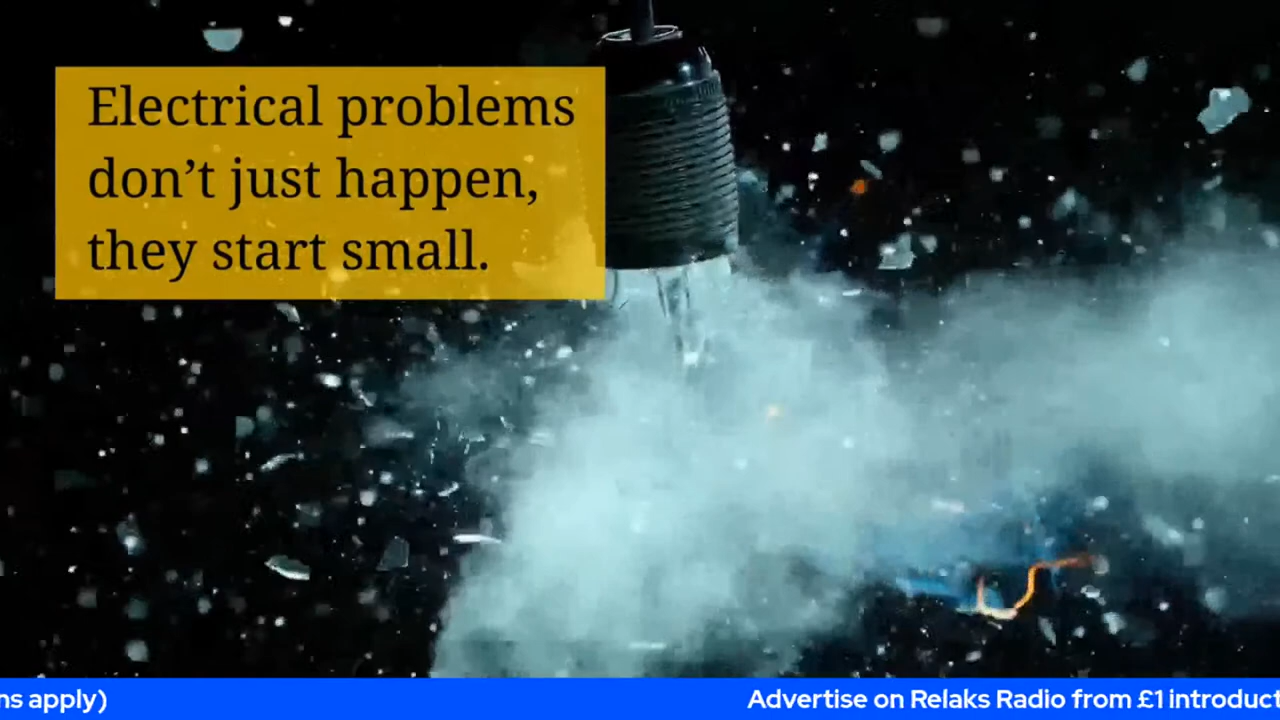 Electrical problems
don’t just happen,
they start small.
ns apply)
Advertise on Relaks Radio from £1 introduct